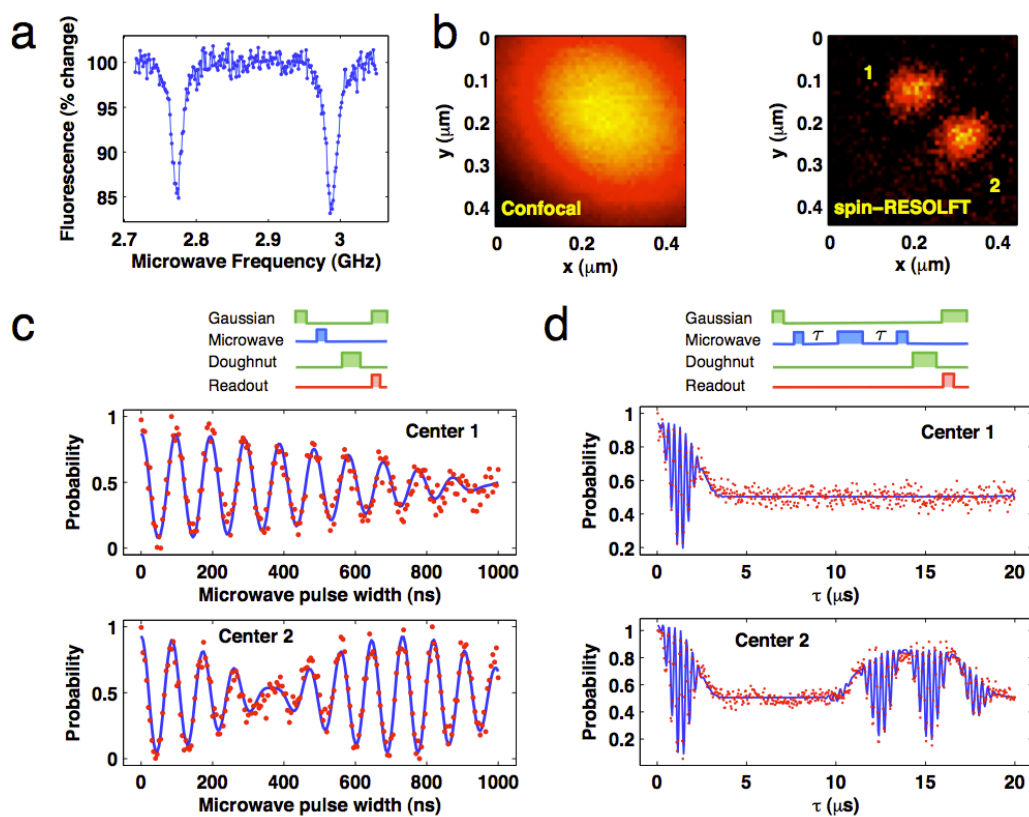 a
Fluorescence (% change)
100
95
90
85
2.7 2.8 2.9 3
Microwave Frequency (GHz)
b
y (μm)
0
0.1
0.2
0.3
0.4
Confocal
0 0.2 0.4
x (μm)
y (μm)
0
0.1
0.2
0.3
0.4
1
2
spin-RESOLFT
0 0.2 0.4
x (μm)
c
Gaussian
Microwave
Doughnut
Readout
Probability
1
0.5
0
Center 1
0 200 400 600 800 1000
Microwave pulse width (ns)
Probability
1
0.5
0
Center 2
0 200 400 600 800 1000
Microwave pulse width (ns)
d
Gaussian
Microwave τ τ
Doughnut
Readout
Probability
1
0.8
0.6
0.4
0.2
Center 1
0 5 10 15 20
τ (μs)
Probability
1
0.8
0.6
0.4
0.2
Center 2
0 5 10 15 20
τ (μs)